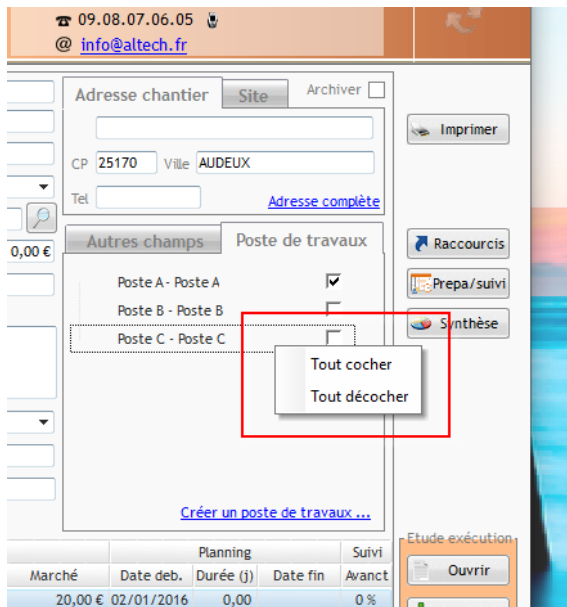 09.08.07.06.05
@ info@altech.fr
Adresse chantier Site Archiver
CP 25170 Ville AUDEUX
Tel Adresse complète
Imprimer
0,00 €
Autres champs Poste de travaux
Poste A - Poste A
Poste B - Poste B
Poste C - Poste C
Raccourcis
Prepa/suivi
Synthèse
Tout cocher
Tout décocher
Créer un poste de travaux ...
Planning Suivi
Marché Date deb. Durée (j) Date fin Avanct
20,00 € 02/01/2016 0,00 0 %
Etude exécution
Ouvrir